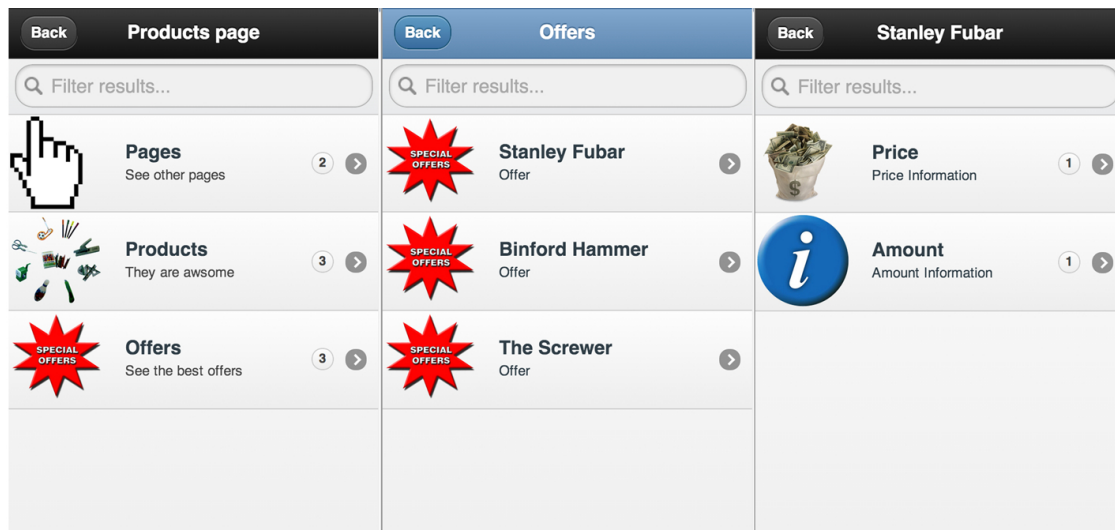 Back
Products page
Filter results...
Pages
See other pages
2
Products
They are awsome
3
SPECIAL
OFFERS
Offers
See the best offers
3
Back
Offers
Filter results...
SPECIAL
OFFERS
Stanley Fubar
Offer
SPECIAL
OFFERS
Binford Hammer
Offer
SPECIAL
OFFERS
The Screwer
Offer
Back
Stanley Fubar
Filter results...
$
Price
Price Information
1
i
Amount
Amount Information
1